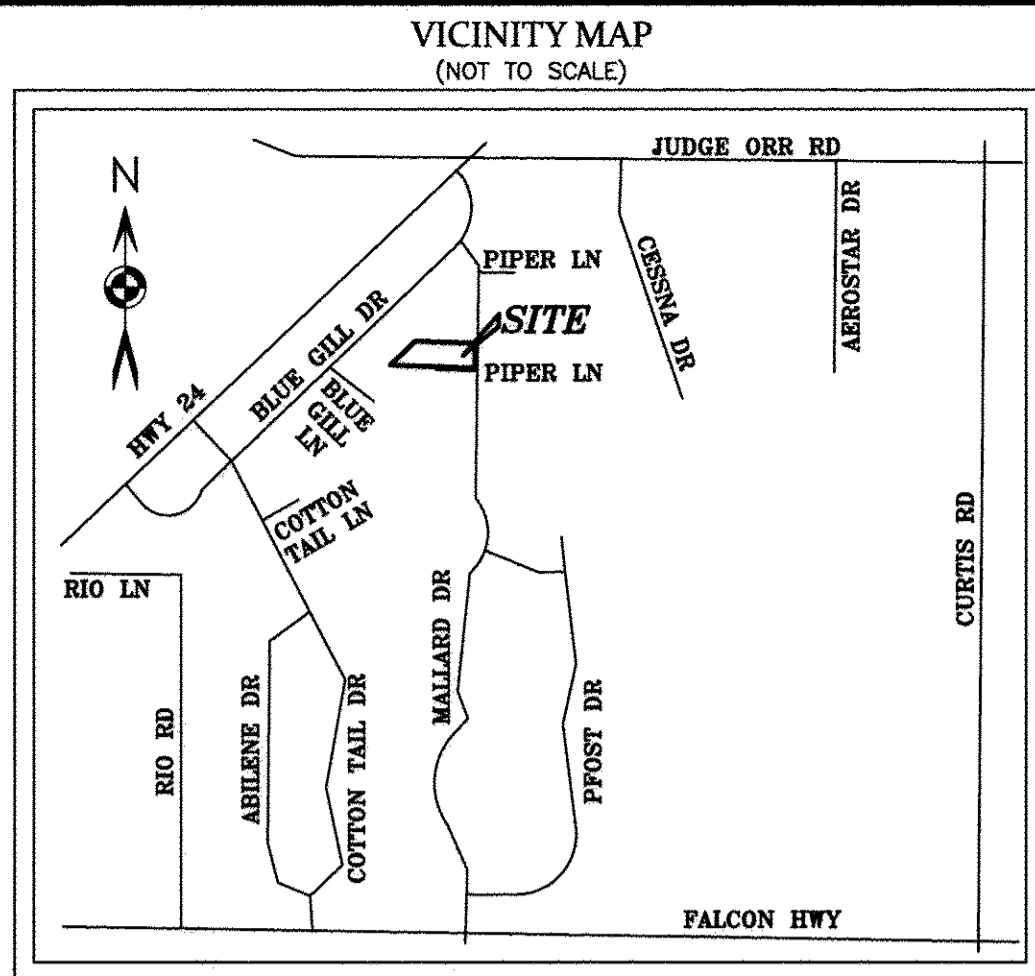 VICINITY MAP
(NOT TO SCALE)
JUDGE ORR RD
N
PIPER LN
CESSNA DR
AEROSTAR DR
SITE
BLUE GILL DR
PIPER LN
HWY 24
BLUE
GILL
LN
COTTON
TAIL LN
CURTIS RD
RIO LN
MALLARD DR
ABILENE DR
COTTON TAIL DR
RIO RD
PFOST DR
FALCON HWY